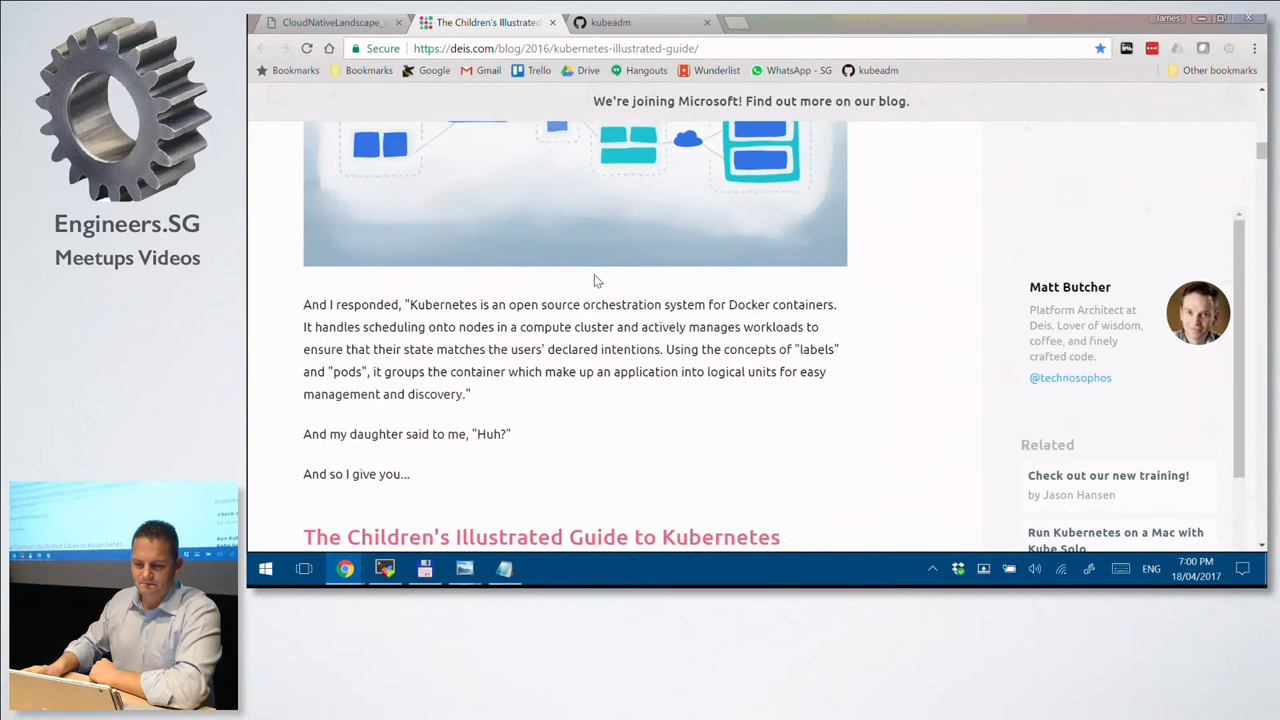 CloudNativeLandscape_
The Children's Illustrated
kubeadm
James
Secure
https://deis.com/blog/2016/kubernetes-illustrated-guide/
Bookmarks
Bookmarks
Google
Gmail
Trello
Drive
Hangouts
Wunderlist
WhatsApp - SG
kubeadm
Other bookmarks
We're joining Microsoft! Find out more on our blog.
Engineers.SG
Meetups Videos
And I responded, "Kubernetes is an open source orchestration system for Docker containers.
It handles scheduling onto nodes in a compute cluster and actively manages workloads to
ensure that their state matches the users' declared intentions. Using the concepts of "labels"
and "pods", it groups the container which make up an application into logical units for easy
management and discovery."
And my daughter said to me, "Huh?"
And so I give you...
The Children's Illustrated Guide to Kubernetes
Matt Butcher
Platform Architect at
Deis. Lover of wisdom,
coffee, and finely
crafted code.
@technosophos
Related
Check out our new training!
by Jason Hansen
Run Kubernetes on a Mac with
Kube Solo
ENG
7:00 PM
18/04/2017